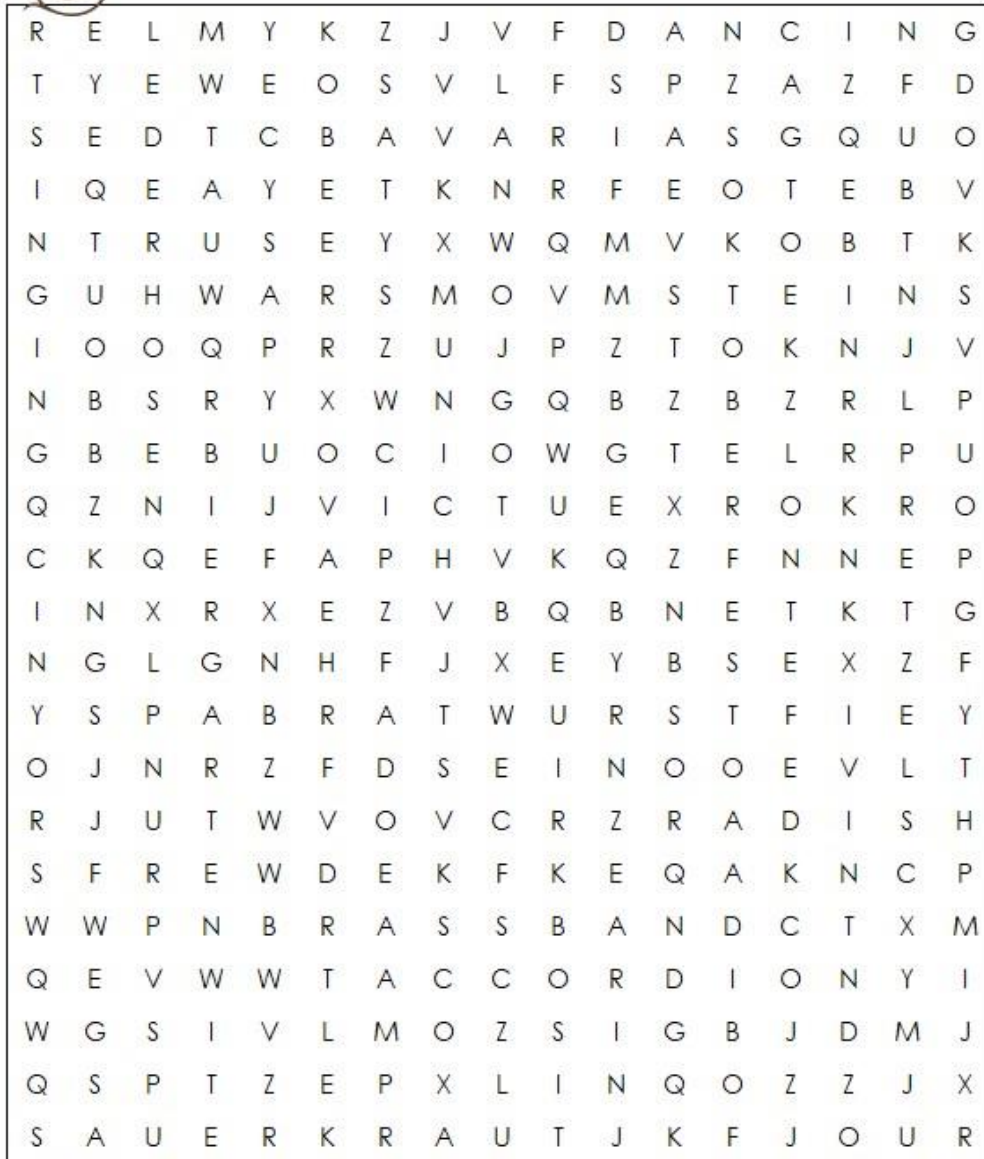 R E L M Y K Z J V F D A N C I N G
T Y E W E O S V L F S P Z A Z F D
S E D T C B A V A R I A S G Q U O
I Q E A Y E T K N R F E O T E B V
N T R U S E Y X W Q M V K O B T K
G U H W A R S M O V M S T E I N S
I O O Q P R Z U J P Z T O K N J V
N B S R Y X W N G Q B Z B Z R L P
G B E B U O C I O W G T E L R P U
Q Z N I J V I C T U E X R O K R O
C K Q E F A P H V K Q Z F N N E P
I N X R X E Z V B Q B N E T K T G
N G L G N H F J X E Y B S E X Z F
Y S P A B R A T W U R S T F I E Y
O J N R Z F D S E I N O O E V L T
R J U T W V O V C R Z R A D I S H
S F R E W D E K F K E Q A K N C P
W W P N B R A S S B A N D C T X M
Q E V W W T A C C O R D I O N Y I
W G S I V L M O Z S I G B J D M J
Q S P T Z E P X L I N Q O Z Z J X
S A U E R K R A U T J K F J O U R